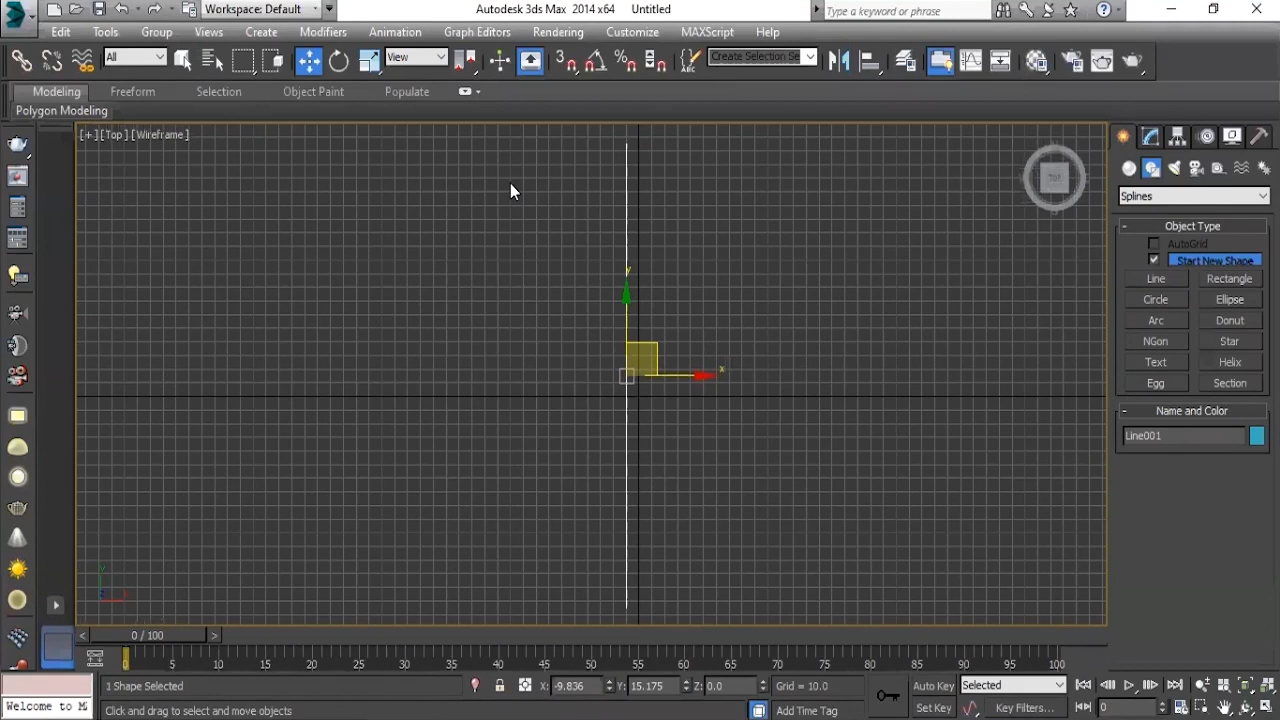 Workspace: Default
Autodesk 3ds Max 2014 x64
Untitled
Type a keyword or phrase
Edit
Tools
Group
Views
Create
Modifiers
Animation
Graph Editors
Rendering
Customize
MAXScript
Help
All
View
Create Selection Se
Modeling
Freeform
Selection
Object Paint
Populate
Polygon Modeling
[+][Top][Wireframe]
TOP
Splines
- Object Type
AutoGrid
Start New Shape
Line
Rectangle
Circle
Ellipse
Arc
Donut
NGon
Star
Text
Helix
Egg
Section
- Name and Color
Line001
y
x
< 0 / 100 >
0 5 10 15 20 25 30 35 40 45 50 55 60 65 70 75 80 85 90 95 100
1 Shape Selected
X: -9.836
Y: 15.175
Z: 0.0
Grid = 10.0
Auto Key
Selected
Welcome to M
Click and drag to select and move objects
Add Time Tag
Set Key
Key Filters...
0